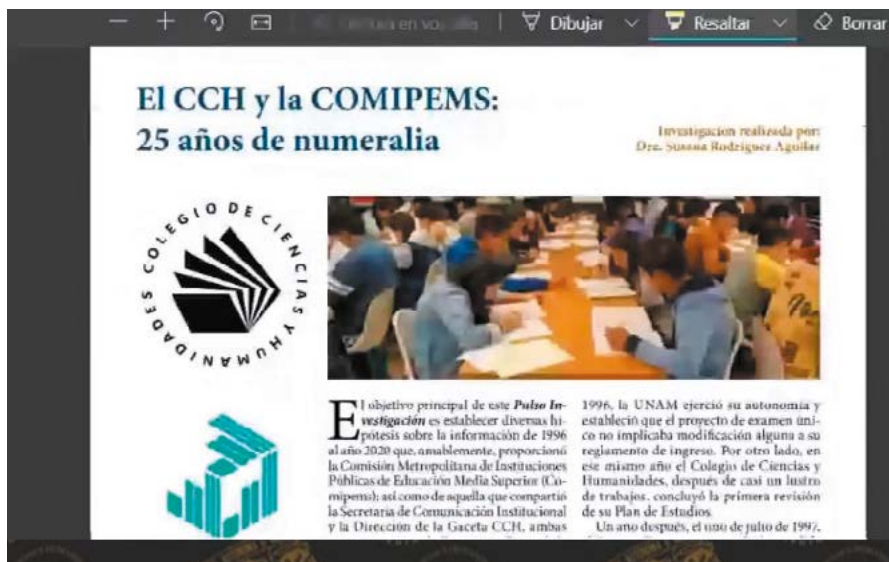 Dibujar
Resaltar
Borrar
El CCH y la COMIPEMS:
25 años de numeralia
Investigación realizada por:
Dra. Susana Rodríguez Aguilar
COLEGIO DE CIENCIAS Y HUMANIDADES
El objetivo principal de este Pulso In-
vestigación es establecer diversas hi-
pótesis sobre la información de 1996
al año 2020 que, amablemente, proporcionó
la Comisión Metropolitana de Instituciones
Públicas de Educación Media Superior (Co-
mipems); así como de aquella que compartió
la Secretaría de Comunicación Institucional
y la Dirección de la Gaceta CCH, ambas
1996, la UNAM ejerció su autonomía y
estableció que el proyecto de examen úni-
co no implicaba modificación alguna a su
reglamento de ingreso. Por otro lado, en
ese mismo año el Colegio de Ciencias y
Humanidades, después de casi un lustro
de trabajos, concluyó la primera revisión
de su Plan de Estudios.
Un año después, el uno de julio de 1997,